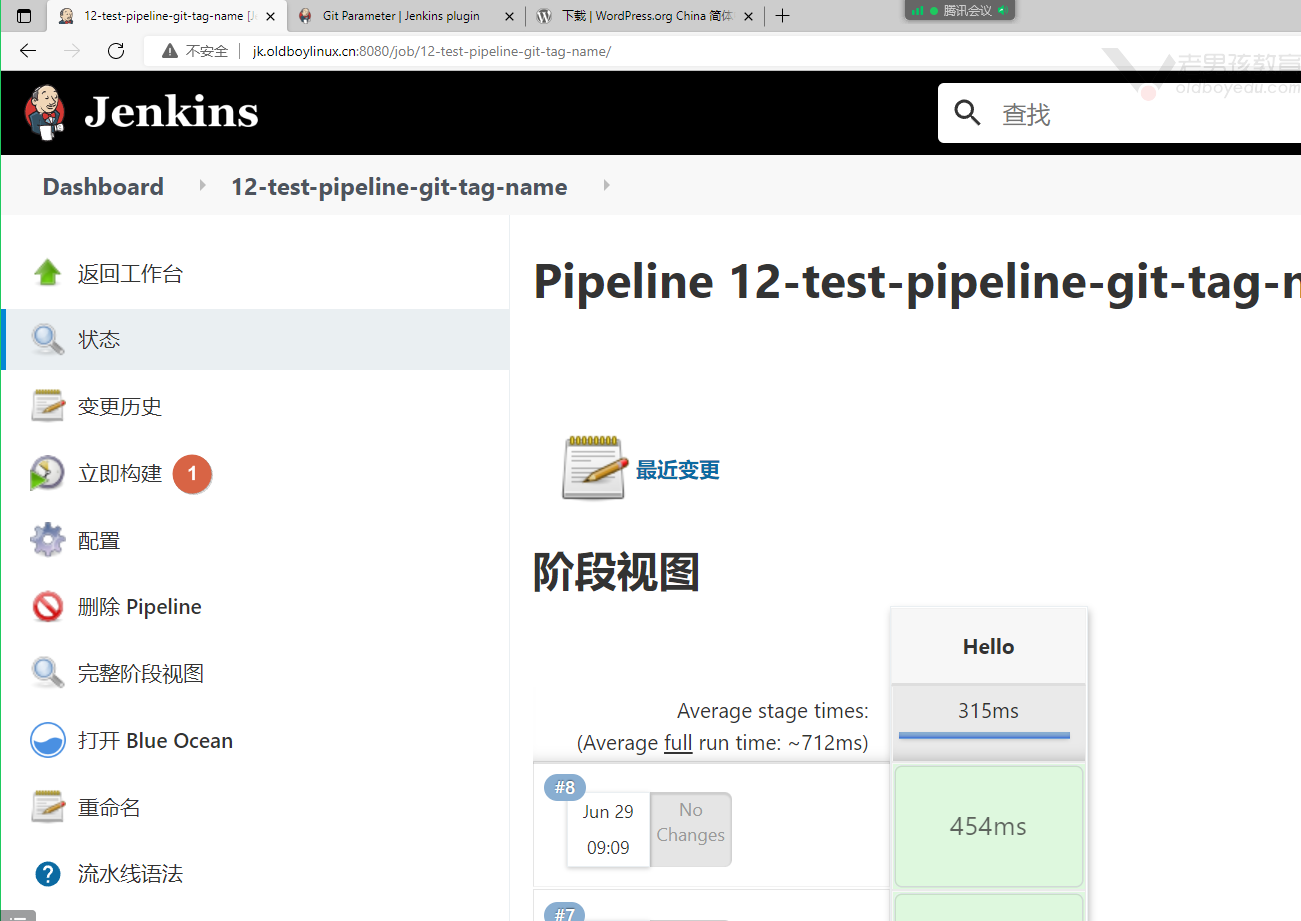 12-test-pipeline-git-tag-name [J
Git Parameter | Jenkins plugin
下载 | WordPress.org China 简体
腾讯会议
不安全
jk.oldboylinux.cn:8080/job/12-test-pipeline-git-tag-name/
老男孩教育
oldboyedu.com
Jenkins
查找
Dashboard
12-test-pipeline-git-tag-name
返回工作台
Pipeline 12-test-pipeline-git-tag-n
状态
变更历史
最近变更
立即构建
1
配置
阶段视图
删除 Pipeline
Hello
完整阶段视图
Average stage times:
315ms
打开 Blue Ocean
(Average full run time: ~712ms)
#8
重命名
Jun 29
09:09
No
Changes
454ms
流水线语法
#7